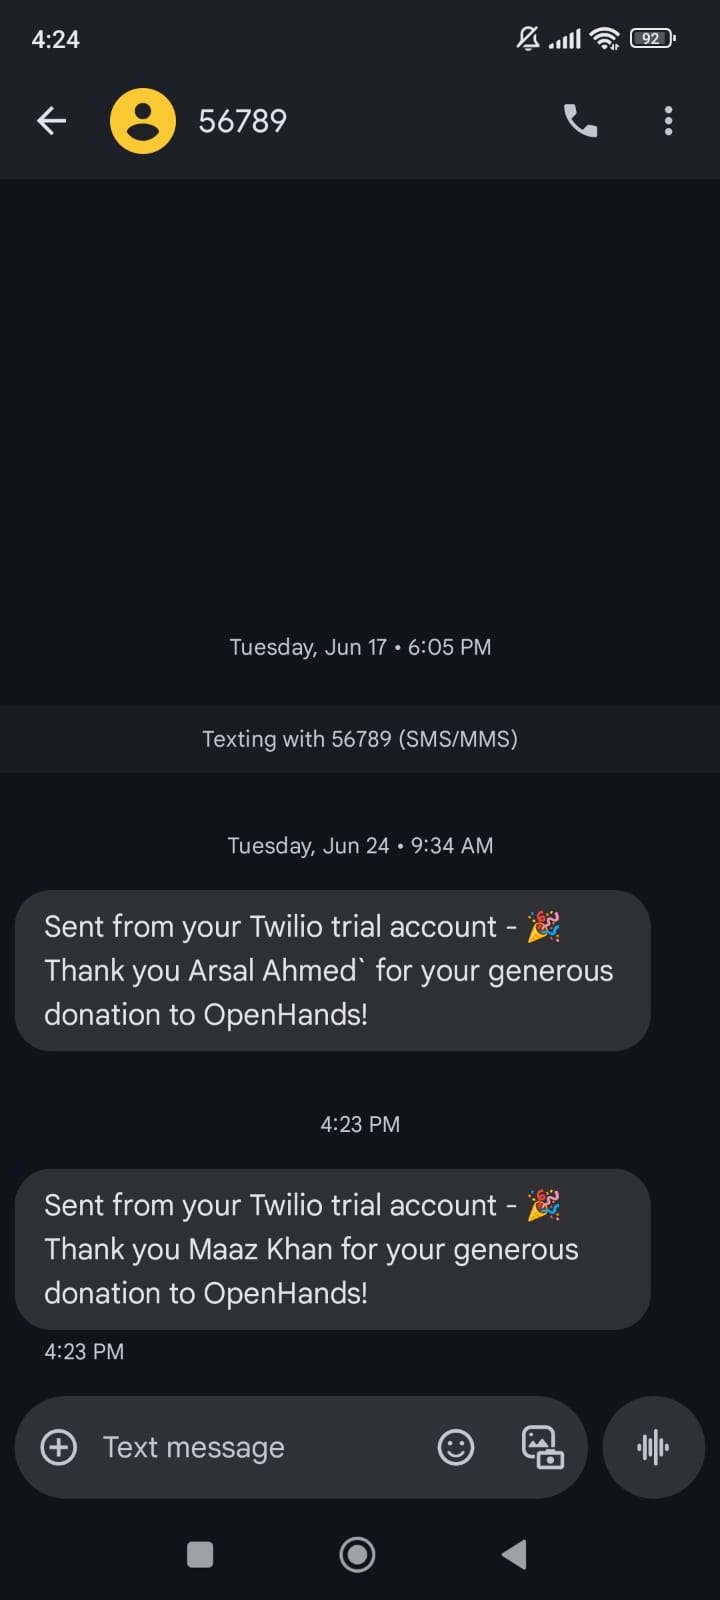 4:24
92
56789
Tuesday, Jun 17 • 6:05 PM
Texting with 56789 (SMS/MMS)
Tuesday, Jun 24 • 9:34 AM
Sent from your Twilio trial account - 🎉
Thank you Arsal Ahmed` for your generous
donation to OpenHands!
4:23 PM
Sent from your Twilio trial account - 🎉
Thank you Maaz Khan for your generous
donation to OpenHands!
4:23 PM
Text message